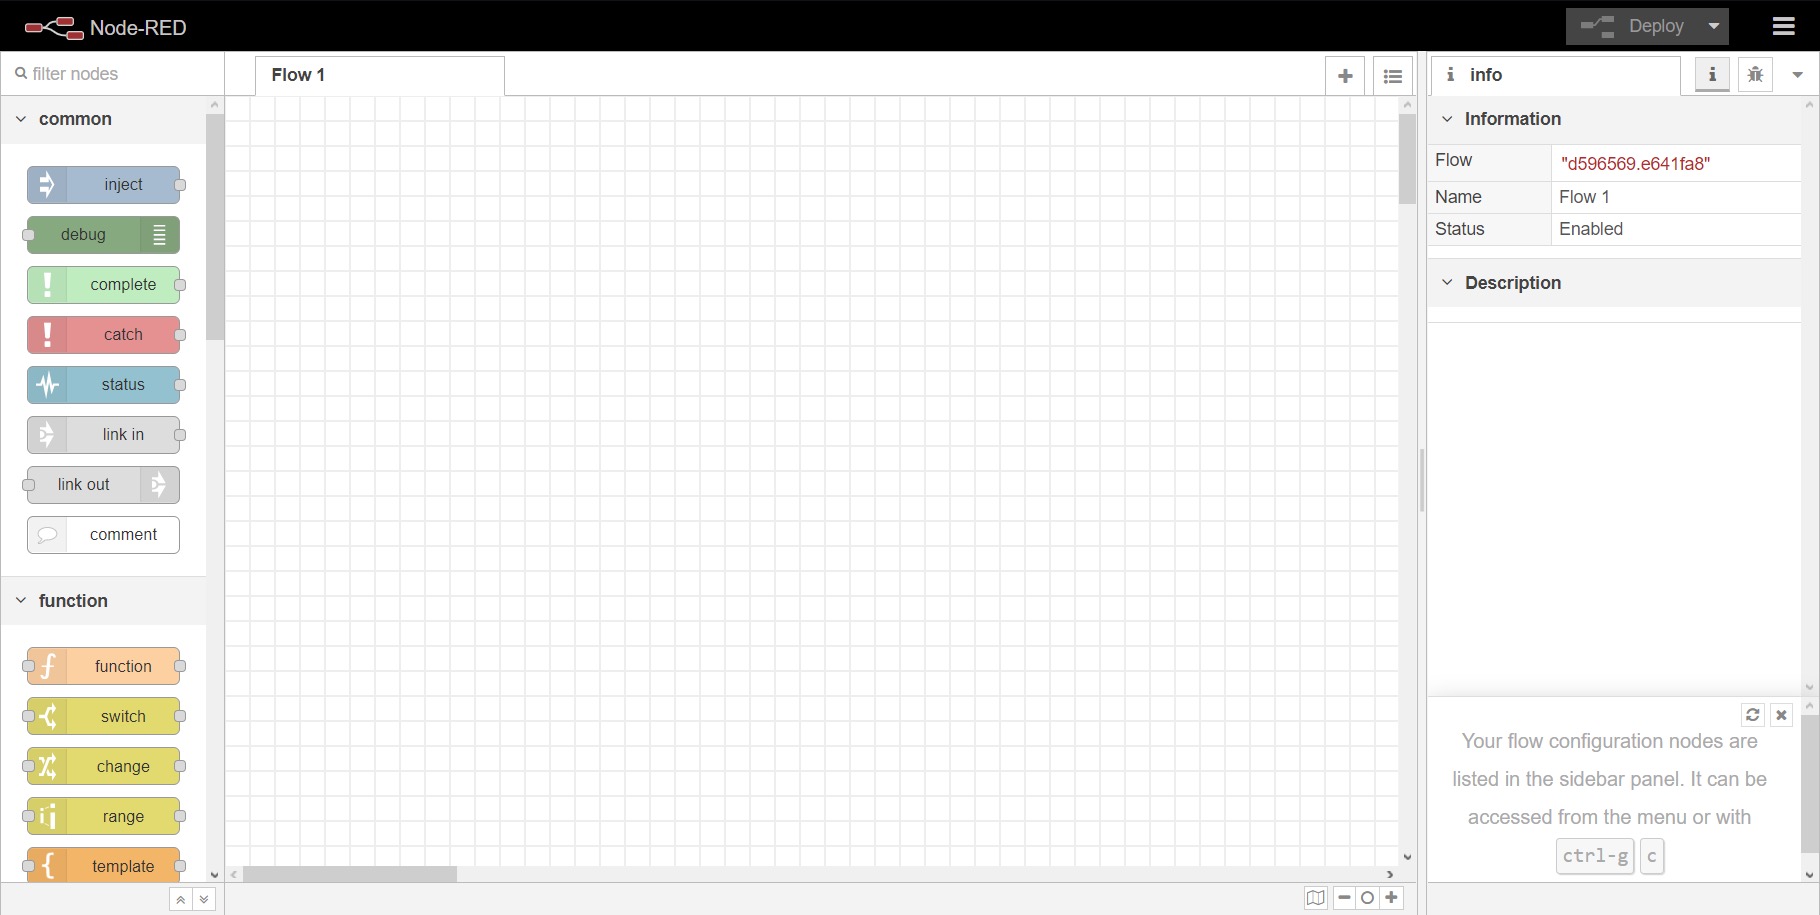 Node-RED
Deploy
filter nodes
Flow 1
info
common
inject
debug
complete
catch
status
link in
link out
comment
function
function
switch
change
range
template
Information
Flow "d596569.e641fa8"
Name Flow 1
Status Enabled
Description
Your flow configuration nodes are
listed in the sidebar panel. It can be
accessed from the menu or with
ctrl-g c